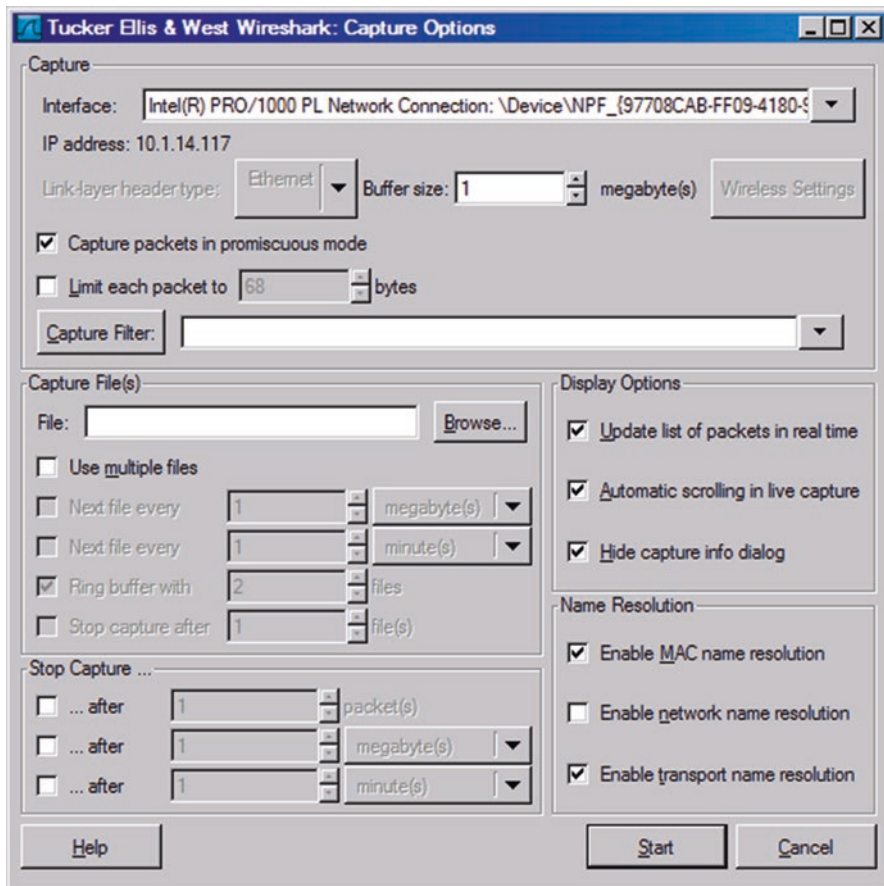 Tucker Ellis & West Wireshark: Capture Options
Capture
Interface: Intel(R) PRO/1000 PL Network Connection: \Device\NPF_{97708CAB-FF09-4180-
IP address: 10.1.14.117
Link-layer header type: Ethernet Buffer size: 1 megabyte(s) Wireless Settings
Capture packets in promiscuous mode
Limit each packet to 68 bytes
Capture Filter:
Capture File(s)
File: Browse...
Use multiple files
Next file every 1 megabyte(s)
Next file every 1 minute(s)
Ring buffer with 2 files
Stop capture after 1 file(s)
Stop Capture ...
... after 1 packet(s)
... after 1 megabyte(s)
... after 1 minute(s)
Display Options
Update list of packets in real time
Automatic scrolling in live capture
Hide capture info dialog
Name Resolution
Enable MAC name resolution
Enable network name resolution
Enable transport name resolution
Help Start Cancel